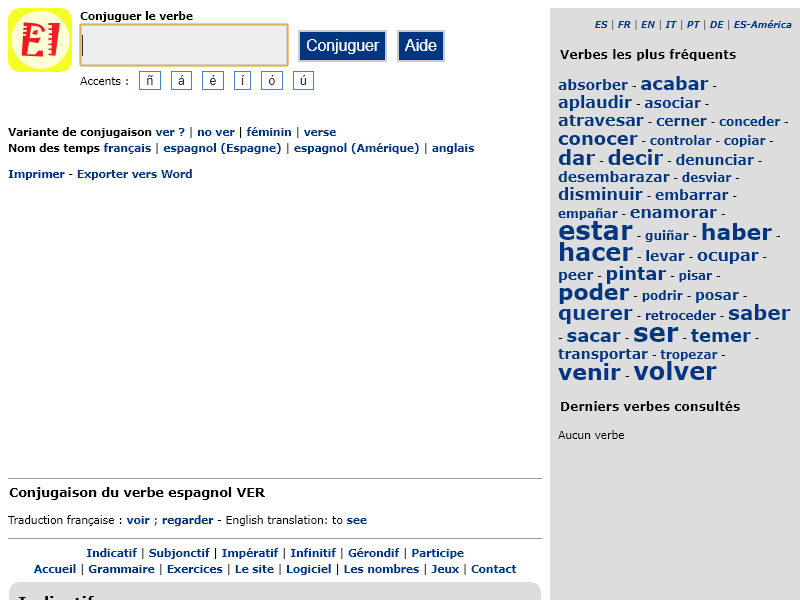 El
Conjuguer le verbe
Conjuguer
Aide
Accents : ñ á é í ó ú
Variante de conjugaison ver ? | no ver | féminin | verse
Nom des temps français | espagnol (Espagne) | espagnol (Amérique) | anglais
Imprimer - Exporter vers Word
Conjugaison du verbe espagnol VER
Traduction française : voir ; regarder - English translation: to see
Indicatif | Subjonctif | Impératif | Infinitif | Gérondif | Participe
Accueil | Grammaire | Exercices | Le site | Logiciel | Les nombres | Jeux | Contact
ES | FR | EN | IT | PT | DE | ES-América
Verbes les plus fréquents
absorber - acabar -
aplaudir - asociar -
atravesar - cerner - conceder -
conocer - controlar - copiar -
dar - decir - denunciar -
desembarazar - desviar -
disminuir - embarrar -
empañar - enamorar -
estar - guiñar - haber -
hacer - levar - ocupar -
peer - pintar - pisar -
poder - podrir - posar -
querer - retroceder - saber
- sacar - ser - temer -
transportar - tropezar -
venir - volver
Derniers verbes consultés
Aucun verbe